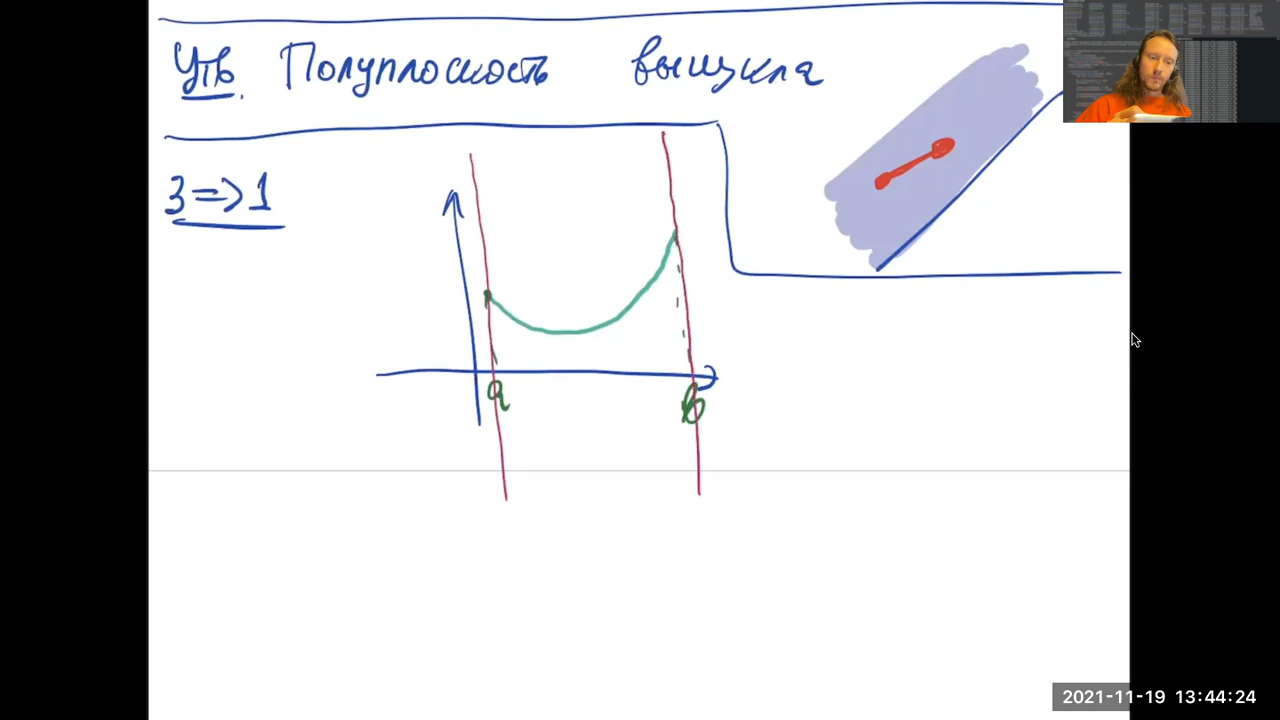 Утв. Полуплоскость выпукла
3 => 1
a
b
2021-11-19 13:44:24